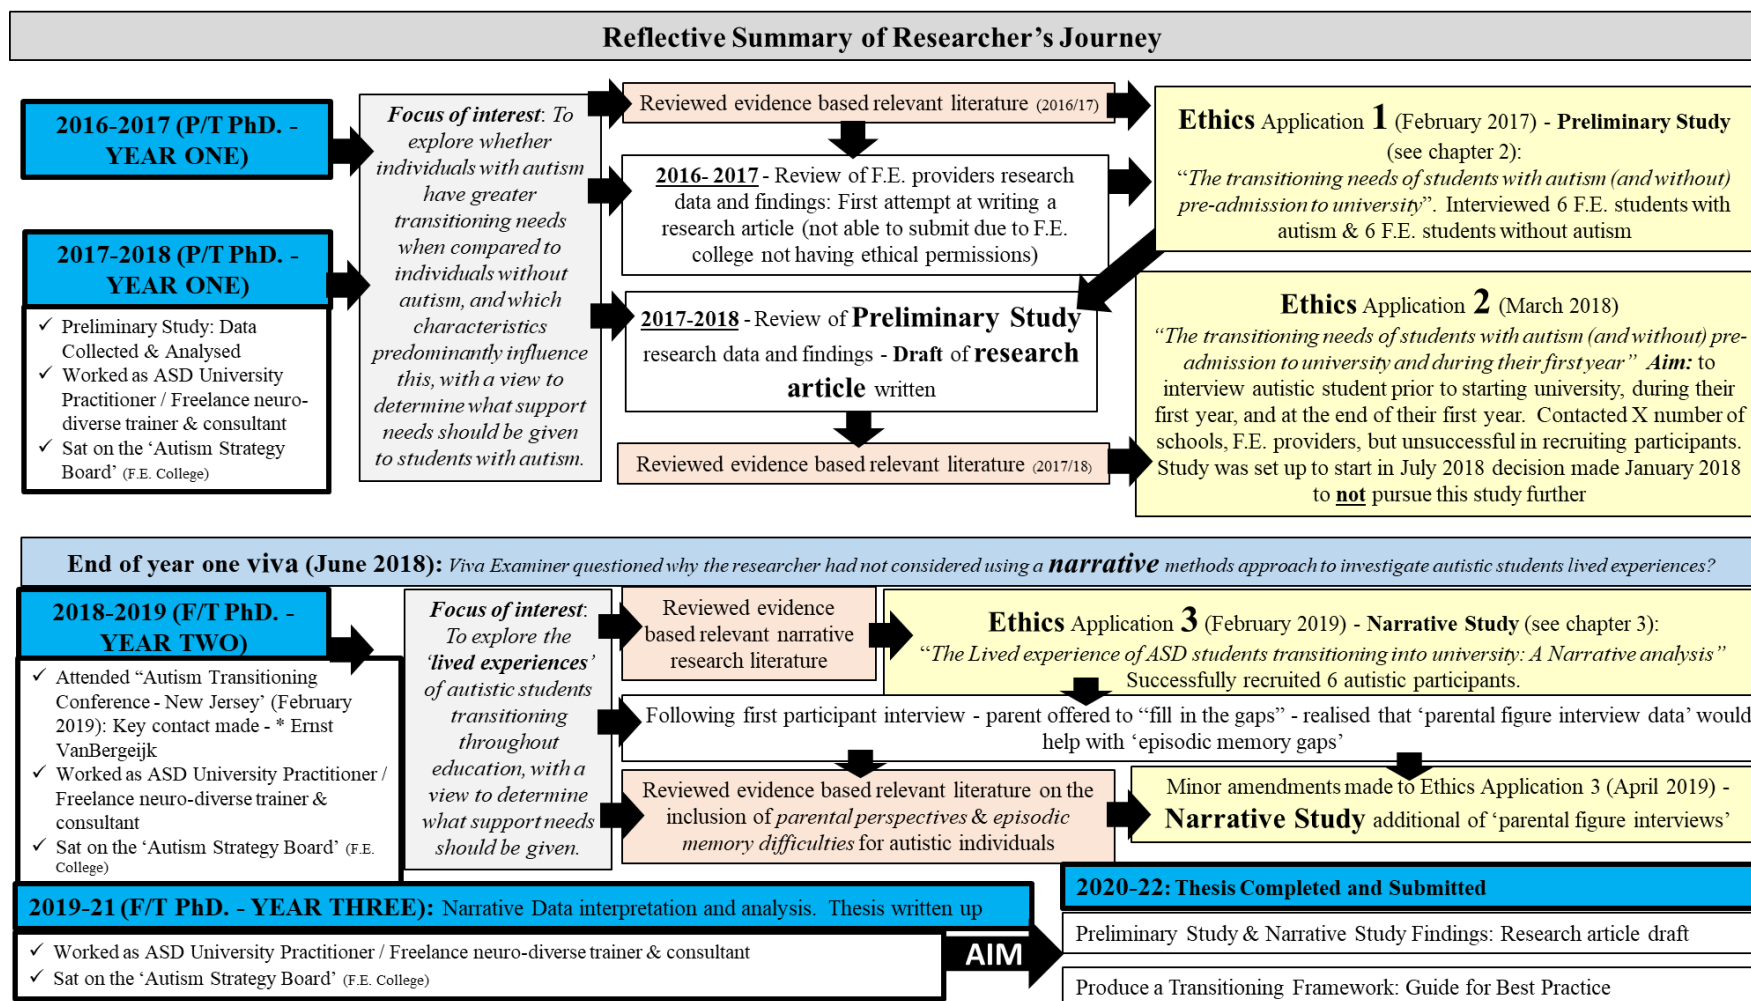 Reflective Summary of Researcher's Journey
2016-2017 (P/T PhD. -
YEAR ONE)
2017-2018 (P/T PhD. -
YEAR ONE)
✓ Preliminary Study: Data
Collected & Analysed
✓ Worked as ASD University
Practitioner / Freelance neuro-
diverse trainer & consultant
✓ Sat on the ‘Autism Strategy
Board’ (F.E. College)
Focus of interest: To
explore whether
individuals with autism
have greater
transitioning needs
when compared to
individuals without
autism, and which
characteristics
predominantly influence
this, with a view to
determine what support
needs should be given
to students with autism.
Reviewed evidence based relevant literature (2016/17)
2016- 2017 - Review of F.E. providers research
data and findings: First attempt at writing a
research article (not able to submit due to F.E.
college not having ethical permissions)
2017-2018 - Review of Preliminary Study
research data and findings - Draft of research
article written
Reviewed evidence based relevant literature (2017/18)
Ethics Application 1 (February 2017) - Preliminary Study
(see chapter 2):
“The transitioning needs of students with autism (and without)
pre-admission to university”. Interviewed 6 F.E. students with
autism & 6 F.E. students without autism
Ethics Application 2 (March 2018)
“The transitioning needs of students with autism (and without) pre-
admission to university and during their first year” Aim: to
interview autistic student prior to starting university, during their
first year, and at the end of their first year. Contacted X number of
schools, F.E. providers, but unsuccessful in recruiting participants.
Study was set up to start in July 2018 decision made January 2018
to not pursue this study further
End of year one viva (June 2018): Viva Examiner questioned why the researcher had not considered using a narrative methods approach to investigate autistic students lived experiences?
2018-2019 (F/T PhD. -
YEAR TWO)
✓ Attended “Autism Transitioning
Conference - New Jersey’ (February
2019): Key contact made - * Ernst
VanBergeijk
✓ Worked as ASD University Practitioner /
Freelance neuro-diverse trainer &
consultant
✓ Sat on the ‘Autism Strategy Board’ (F.E.
College)
Focus of interest:
To explore the
‘lived experiences’
of autistic students
transitioning
throughout
education, with a
view to determine
what support needs
should be given.
Reviewed evidence
based relevant narrative
research literature
Ethics Application 3 (February 2019) - Narrative Study (see chapter 3):
“The Lived experience of ASD students transitioning into university: A Narrative analysis”
Successfully recruited 6 autistic participants.
Following first participant interview - parent offered to “fill in the gaps” - realised that ‘parental figure interview data’ would
help with ‘episodic memory gaps’
Reviewed evidence based relevant literature on the
inclusion of parental perspectives & episodic
memory difficulties for autistic individuals
Minor amendments made to Ethics Application 3 (April 2019) -
Narrative Study additional of ‘parental figure interviews’
2019-21 (F/T PhD. - YEAR THREE): Narrative Data interpretation and analysis. Thesis written up
✓ Worked as ASD University Practitioner / Freelance neuro-diverse trainer & consultant
✓ Sat on the ‘Autism Strategy Board’ (F.E. College)
AIM
2020-22: Thesis Completed and Submitted
Preliminary Study & Narrative Study Findings: Research article draft
Produce a Transitioning Framework: Guide for Best Practice